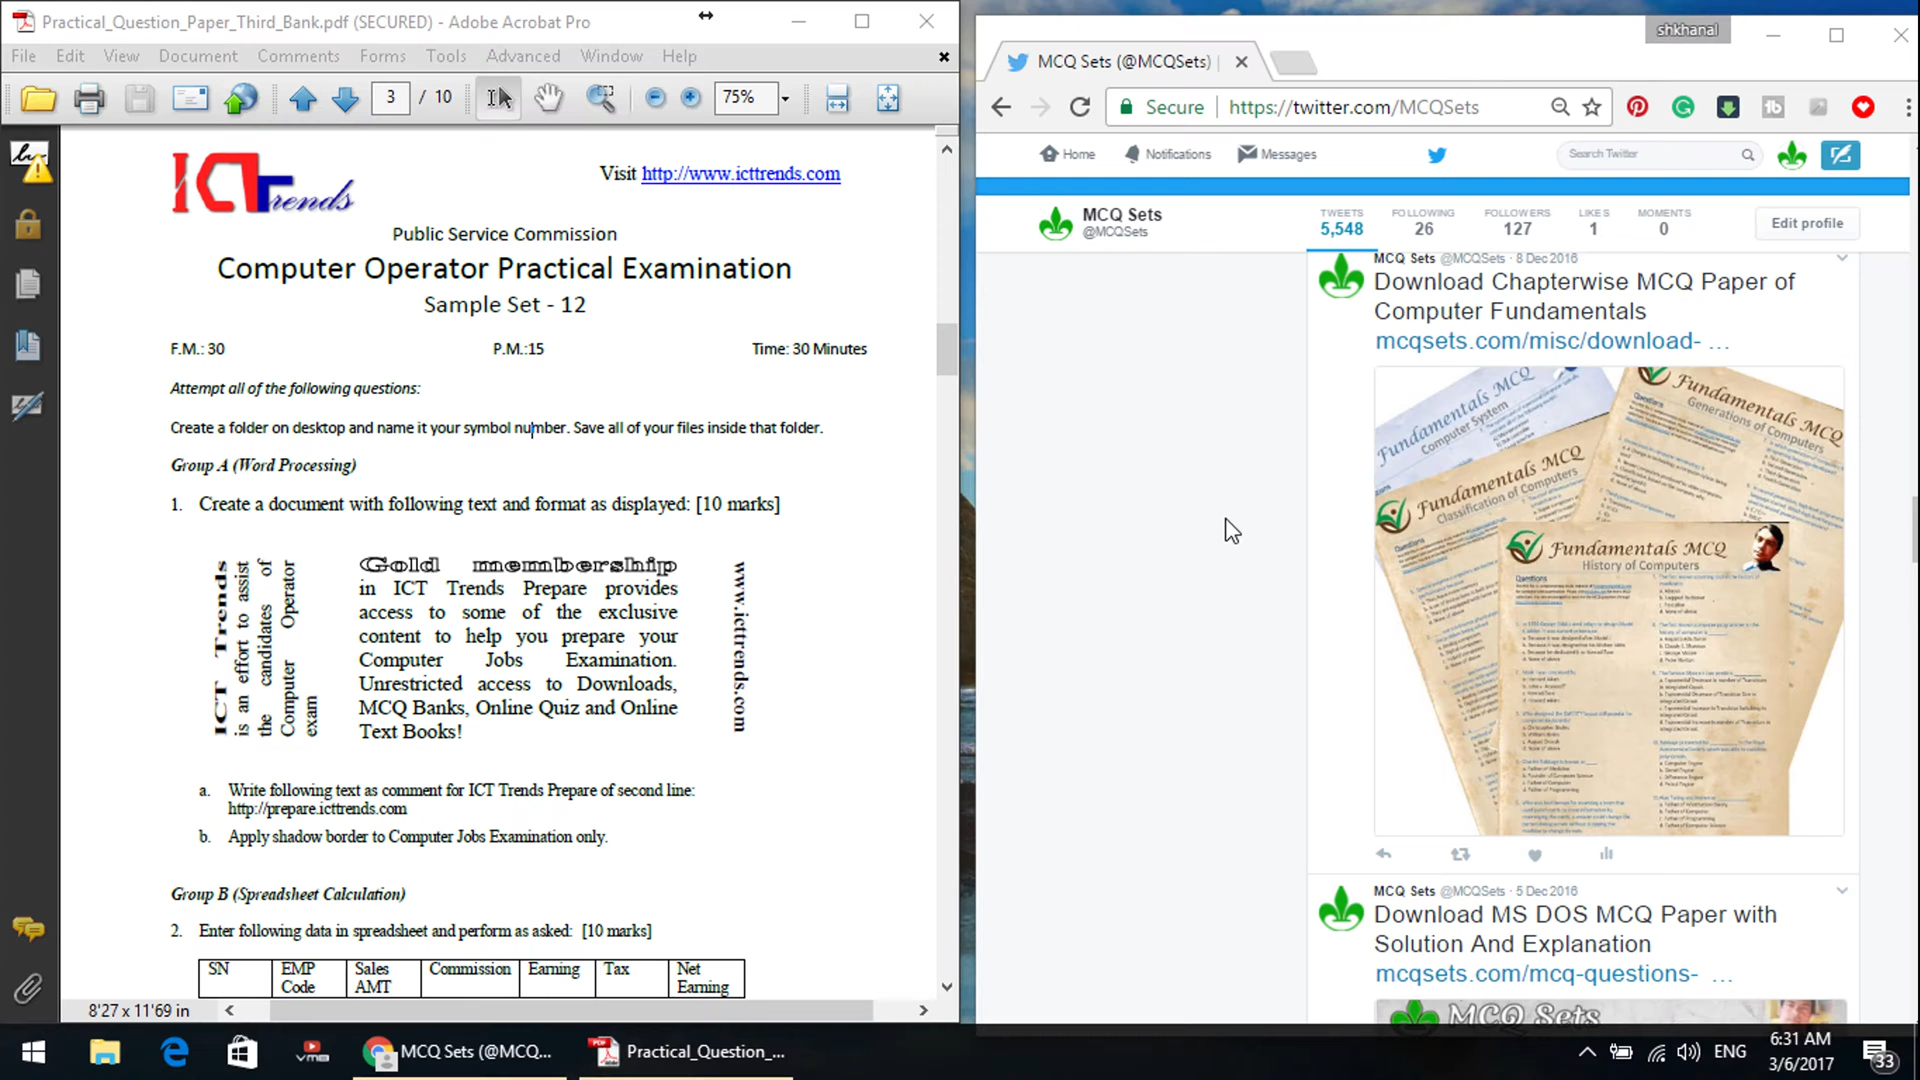 Practical_Question_Paper_Third_Bank.pdf (SECURED) - Adobe Acrobat Pro
File Edit View Document Comments Forms Tools Advanced Window Help
3 / 10 75%
ICT Trends
Visit http://www.icttrends.com
Public Service Commission
Computer Operator Practical Examination
Sample Set - 12
F.M.: 30 P.M.:15 Time: 30 Minutes
Attempt all of the following questions:
Create a folder on desktop and name it your symbol number. Save all of your files inside that folder.
Group A (Word Processing)
1. Create a document with following text and format as displayed: [10 marks]
ICT Trends
is an effort to assist
the candidates of
Computer Operator
exam
Gold membership
in ICT Trends Prepare provides
access to some of the exclusive
content to help you prepare your
Computer Jobs Examination.
Unrestricted access to Downloads,
MCQ Banks, Online Quiz and Online
Text Books!
www.icttrends.com
a. Write following text as comment for ICT Trends Prepare of second line:
http://prepare.icttrends.com
b. Apply shadow border to Computer Jobs Examination only.
Group B (Spreadsheet Calculation)
2. Enter following data in spreadsheet and perform as asked: [10 marks]
SN EMP Sales Commission Earning Tax Net
Code AMT Earning
8'27 x 11'69 in
shkhanal
MCQ Sets (@MCQSets) |
Secure https://twitter.com/MCQSets
Home Notifications Messages Search Twitter
MCQ Sets
@MCQSets
TWEETS FOLLOWING FOLLOWERS LIKES MOMENTS
5,548 26 127 1 0
Edit profile
MCQ Sets @MCQSets · 8 Dec 2016
Download Chapterwise MCQ Paper of
Computer Fundamentals
mcqsets.com/misc/download- ...
Fundamentals MCQ
Computer System
Fundamentals MCQ
Generations of Computers
Fundamentals MCQ
Classification of Computers
Fundamentals MCQ
History of Computers
Questions
MCQ Sets @MCQSets · 5 Dec 2016
Download MS DOS MCQ Paper with
Solution And Explanation
mcqsets.com/mcq-questions- ...
MCQ Sets
MCQ Sets (@MCQ...
Practical_Question_...
ENG
6:31 AM
3/6/2017
33